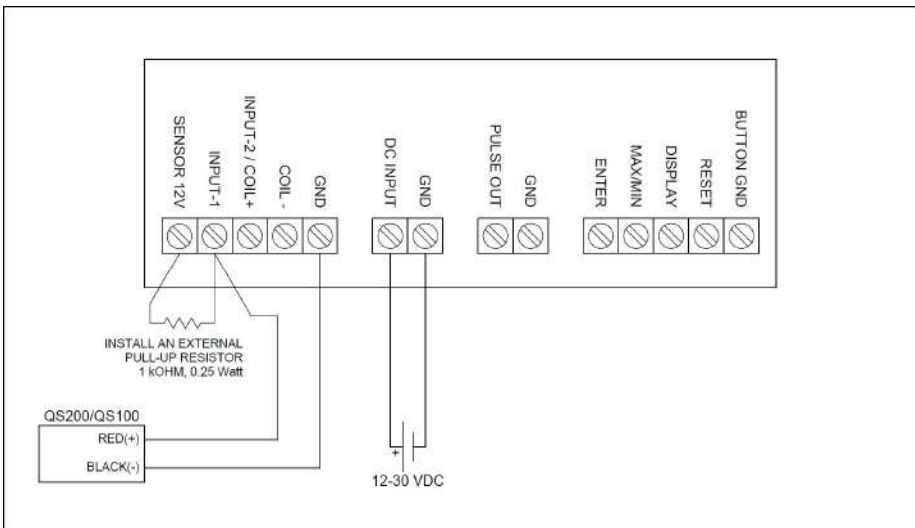 SENSOR 12V
INPUT-1
INPUT-2 / COIL+
COIL -
GND
DC INPUT
GND
PULSE OUT
GND
ENTER
MAX/MIN
DISPLAY
RESET
BUTTON GND
INSTALL AN EXTERNAL
PULL-UP RESISTOR
1 kOHM, 0.25 Watt
QS200/QS100
RED(+)
BLACK(-)
+
12-30 VDC